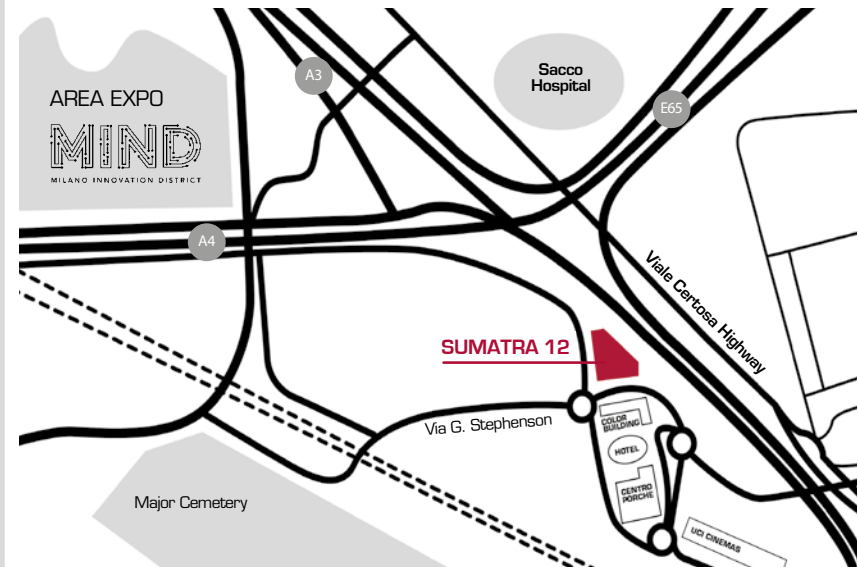 A3
Sacco
Hospital
AREA EXPO
MIND
MILANO INNOVATION DISTRICT
E65
A4
Viale Certosa Highway
SUMATRA 12
Via G. Stephenson
COLOR
BUILDING
HOTEL
CENTRO
PORCHE
Major Cemetery
UCI CINEMAS